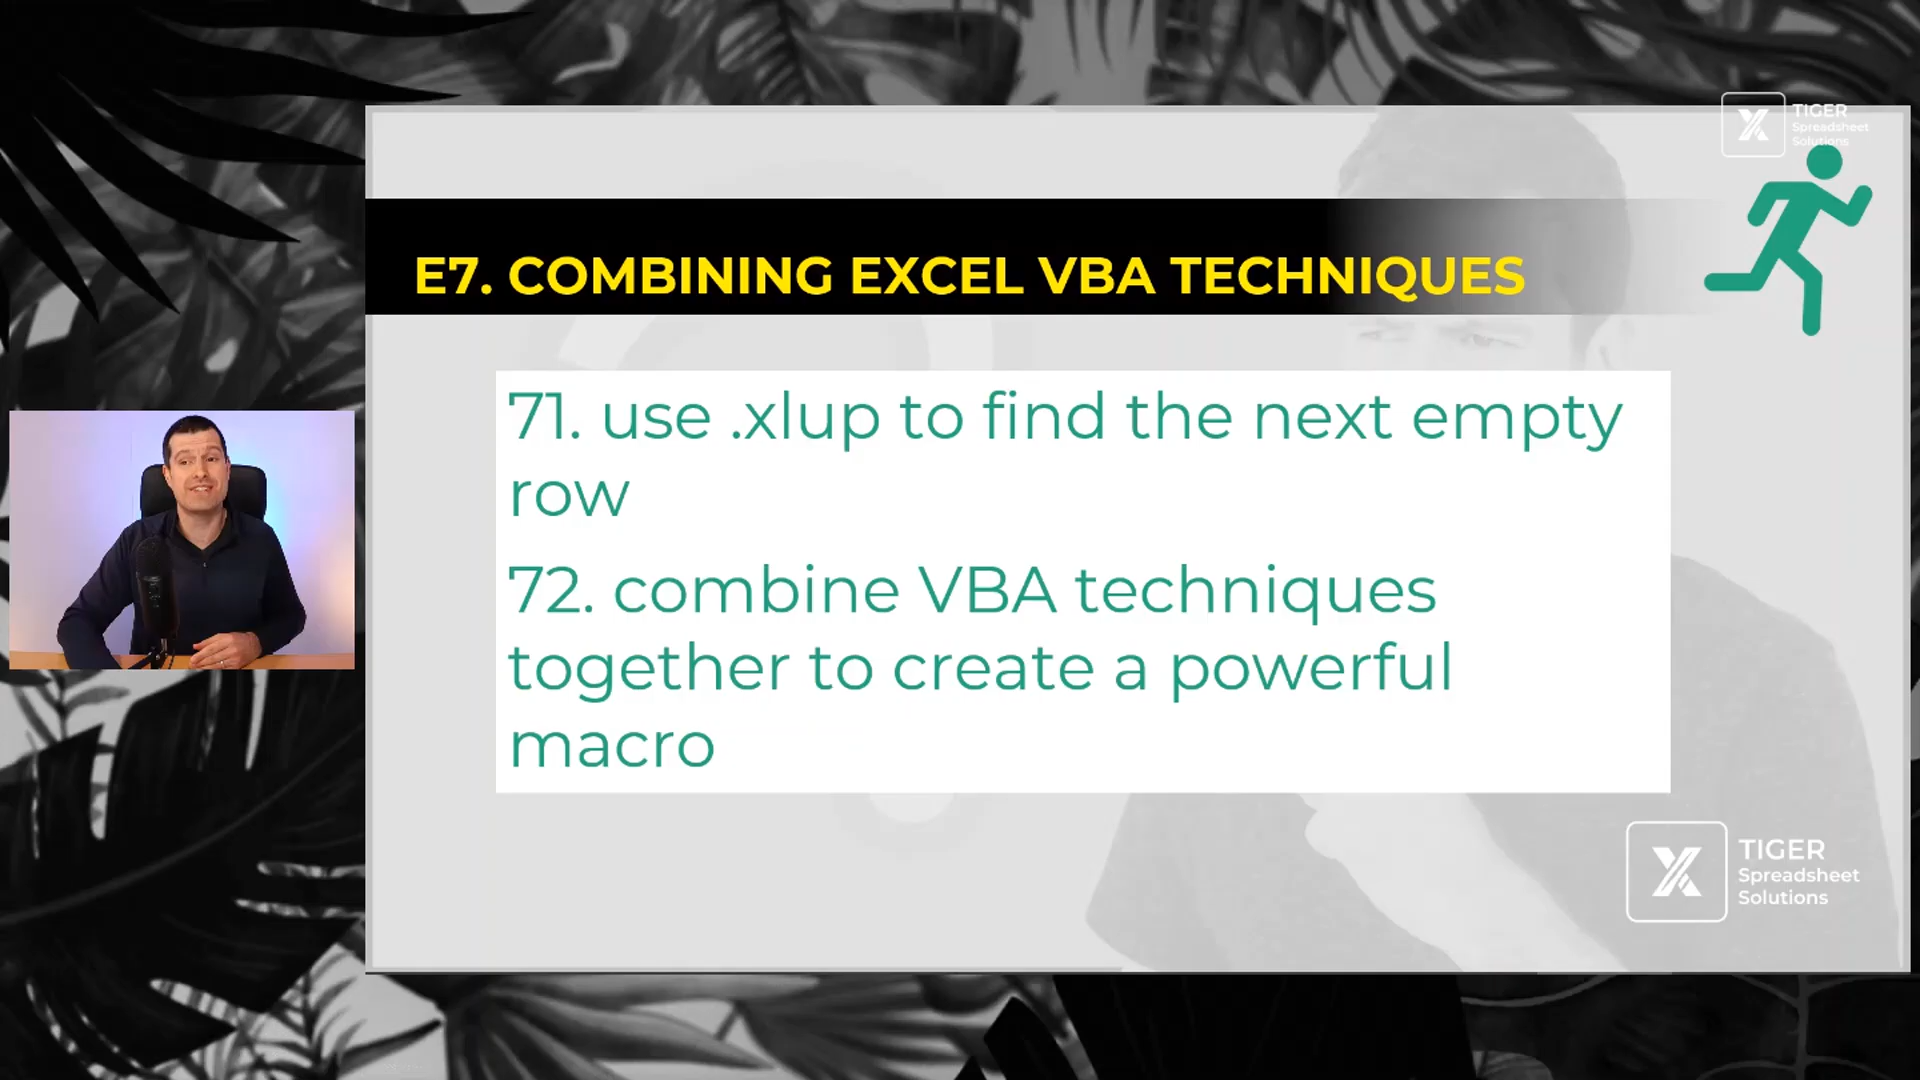 TIGER
Spreadsheet
Solutions
E7. COMBINING EXCEL VBA TECHNIQUES
71. use .xlup to find the next empty
row
72. combine VBA techniques
together to create a powerful
macro
TIGER
Spreadsheet
Solutions